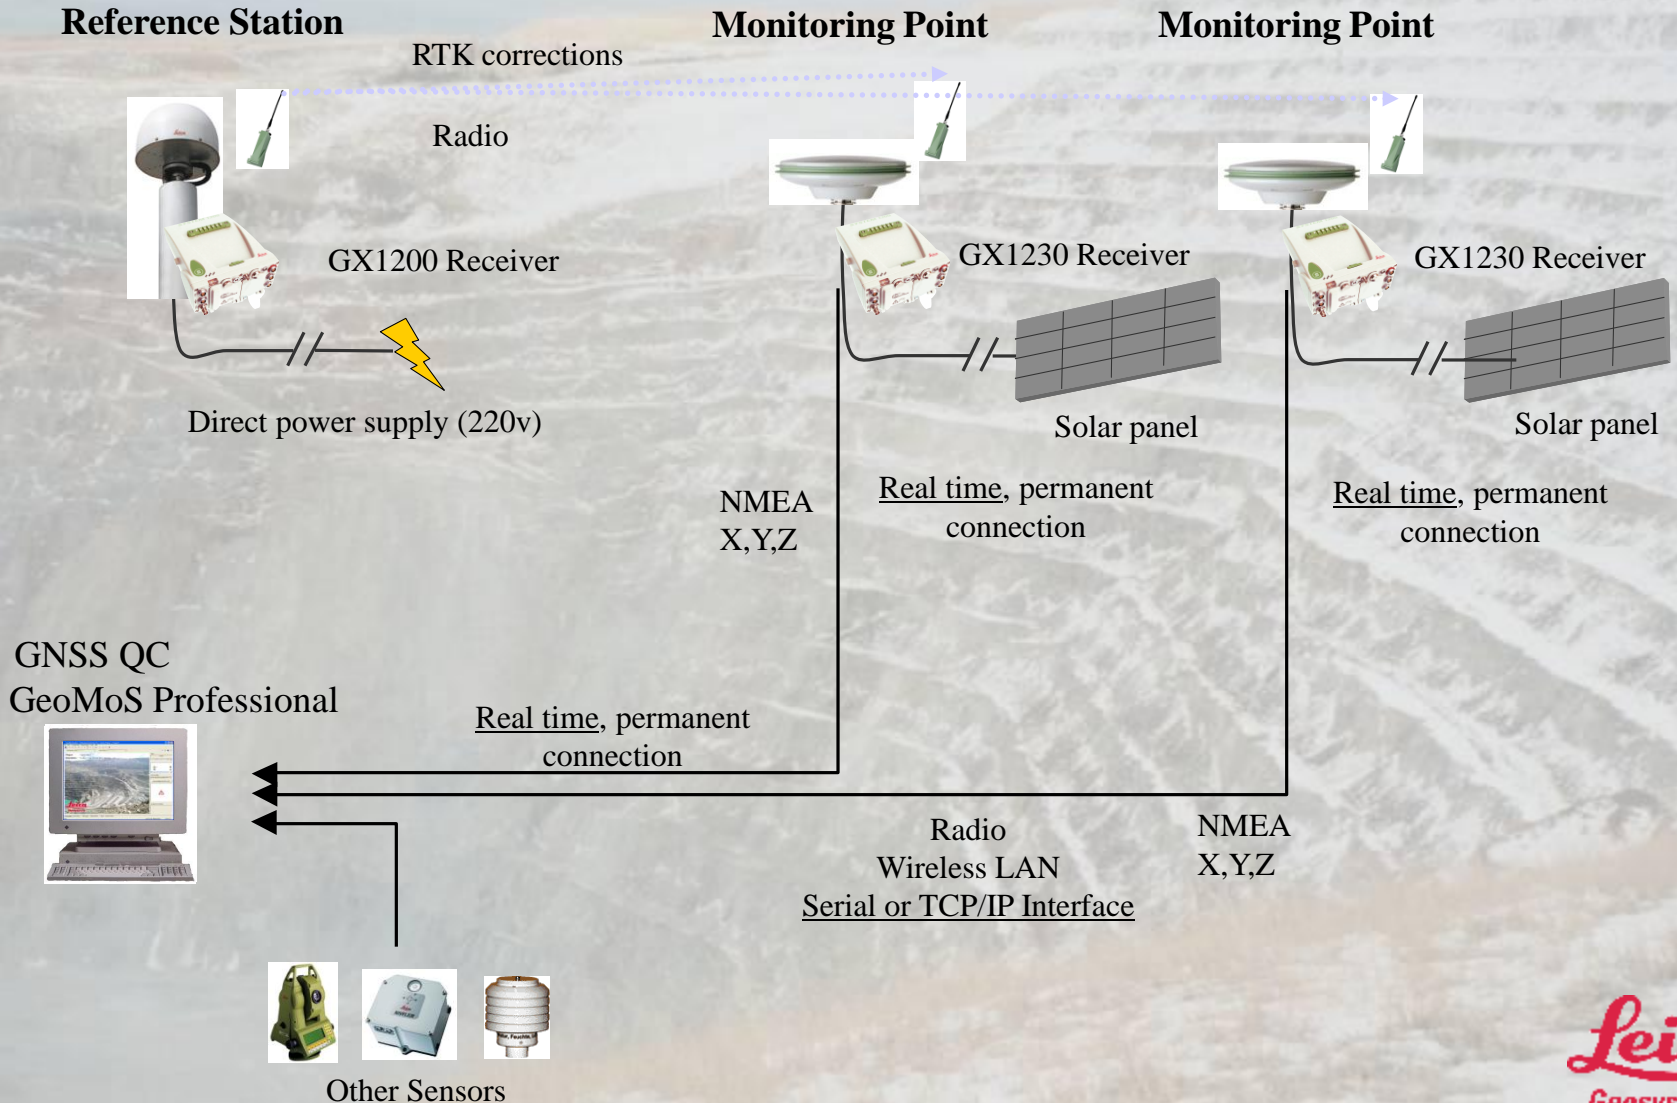 Reference Station
Monitoring Point
Monitoring Point
RTK corrections
Radio
GX1200 Receiver
GX1230 Receiver
GX1230 Receiver
Direct power supply (220v)
Solar panel
Solar panel
NMEA
X,Y,Z
Real time, permanent
connection
Real time, permanent
connection
GNSS QC
GeoMoS Professional
Real time, permanent
connection
Radio
Wireless LAN
Serial or TCP/IP Interface
NMEA
X,Y,Z
Other Sensors